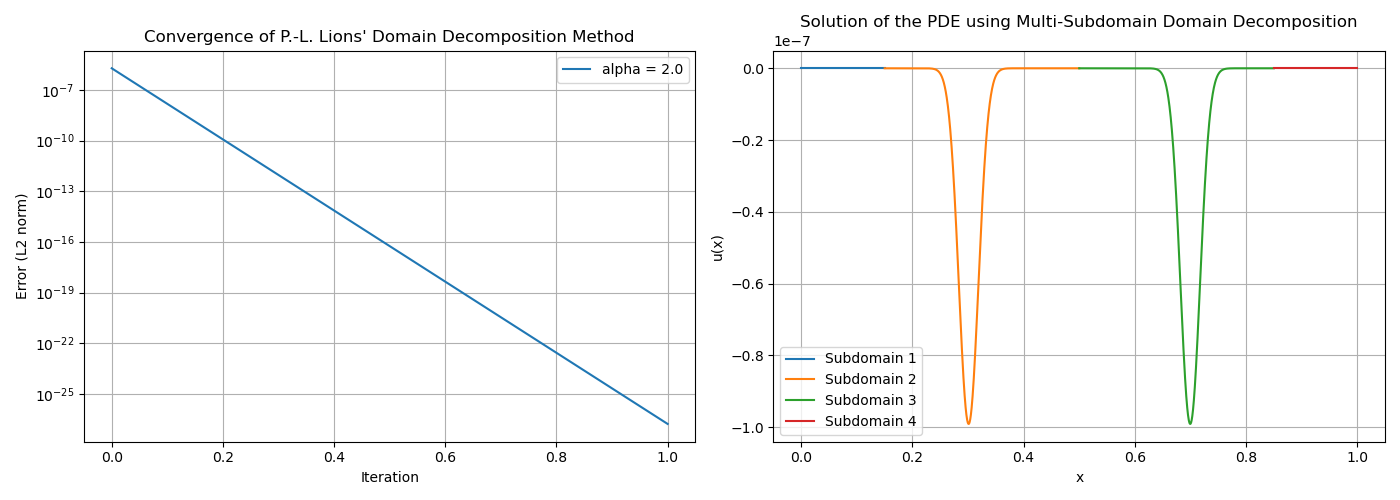 Convergence of P.-L. Lions' Domain Decomposition Method
alpha = 2.0
Error (L2 norm)
10⁻⁷
10⁻¹⁰
10⁻¹³
10⁻¹⁶
10⁻¹⁹
10⁻²²
10⁻²⁵
0.0 0.2 0.4 0.6 0.8 1.0
Iteration
Solution of the PDE using Multi-Subdomain Domain Decomposition
1e−7
u(x)
0.0
−0.2
−0.4
−0.6
−0.8
−1.0
Subdomain 1
Subdomain 2
Subdomain 3
Subdomain 4
0.0 0.2 0.4 0.6 0.8 1.0
x